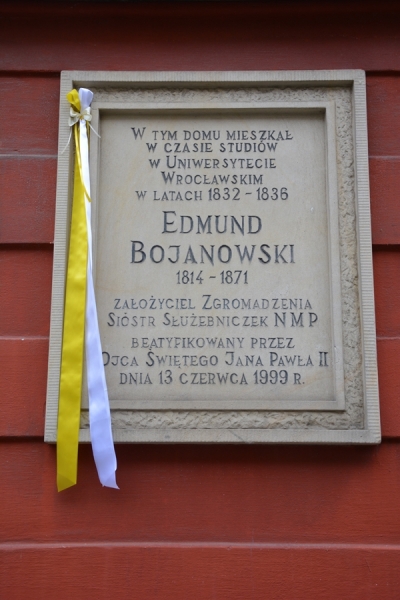 W TYM DOMU MIESZKAŁ
W CZASIE STUDIÓW
W UNIWERSYTECIE
WROCŁAWSKIM
W LATACH 1832 - 1836
EDMUND
BOJANOWSKI
1814 - 1871
ZAŁOŻYCIEL ZGROMADZENIA
SIÓSTR SŁUŻEBNICZEK NMP
BEATYFIKOWANY PRZEZ
OJCA ŚWIĘTEGO JANA PAWŁA II
DNIA 13 CZERWCA 1999 R.